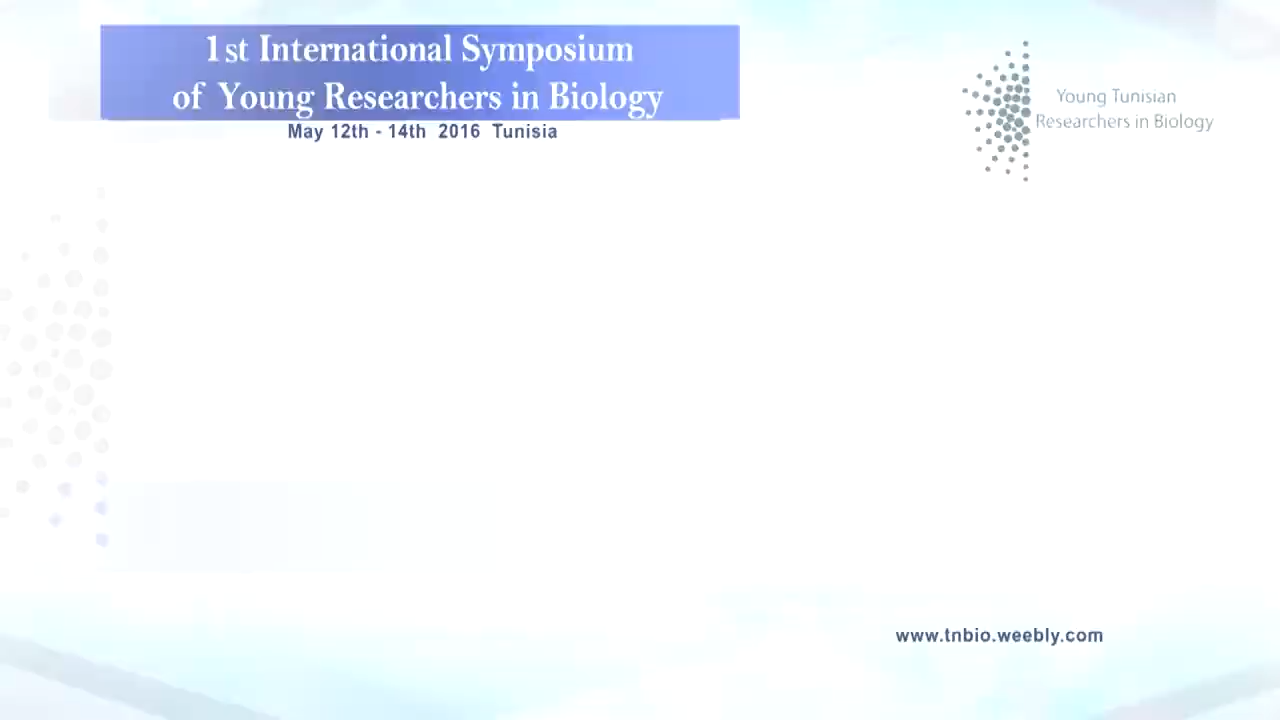 1st International Symposium
of Young Researchers in Biology
May 12th - 14th 2016 Tunisia
Young Tunisian
Researchers in Biology
www.tnbio.weebly.com